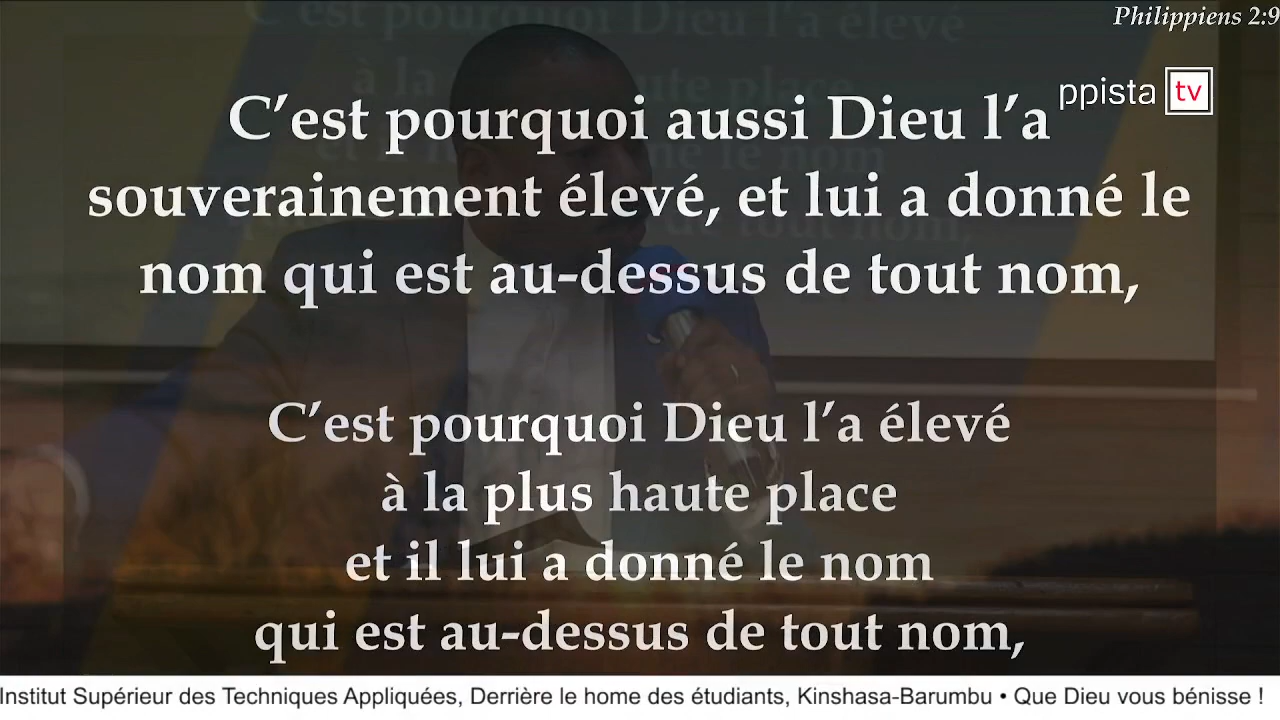 Philippiens 2:9
ppista tv
C’est pourquoi aussi Dieu l’a
souverainement élevé, et lui a donné le
nom qui est au-dessus de tout nom,
C’est pourquoi Dieu l’a élevé
à la plus haute place
et il lui a donné le nom
qui est au-dessus de tout nom,
Institut Supérieur des Techniques Appliquées, Derrière le home des étudiants, Kinshasa-Barumbu • Que Dieu vous bénisse !